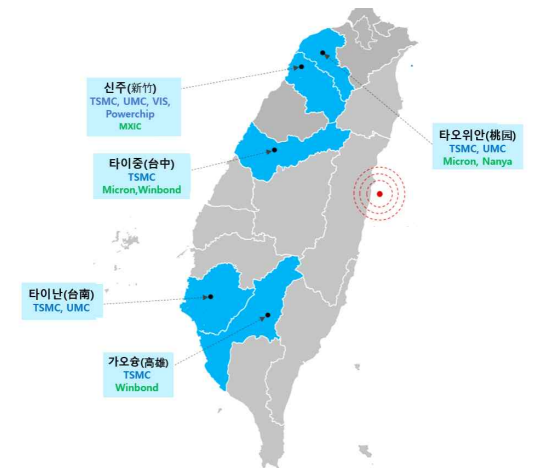 신주(新竹)
TSMC, UMC, VIS,
Powerchip
MXIC
타오위안(桃园)
TSMC, UMC
Micron, Nanya
타이중(台中)
TSMC
Micron,Winbond
타이난(台南)
TSMC, UMC
가오슝(高雄)
TSMC
Winbond